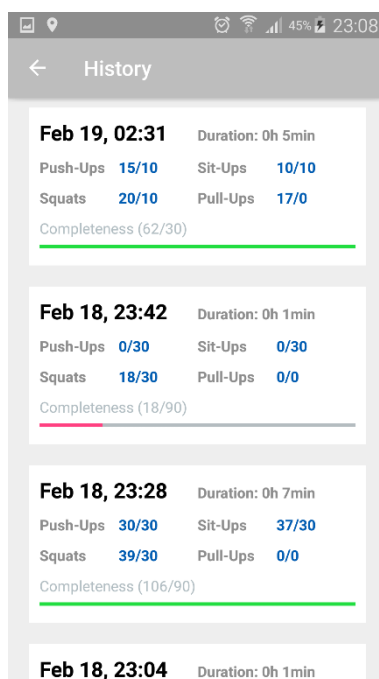 45% 23:08
History
Feb 19, 02:31 Duration: 0h 5min
Push-Ups 15/10 Sit-Ups 10/10
Squats 20/10 Pull-Ups 17/0
Completeness (62/30)
Feb 18, 23:42 Duration: 0h 1min
Push-Ups 0/30 Sit-Ups 0/30
Squats 18/30 Pull-Ups 0/0
Completeness (18/90)
Feb 18, 23:28 Duration: 0h 7min
Push-Ups 30/30 Sit-Ups 37/30
Squats 39/30 Pull-Ups 0/0
Completeness (106/90)
Feb 18, 23:04 Duration: 0h 1min